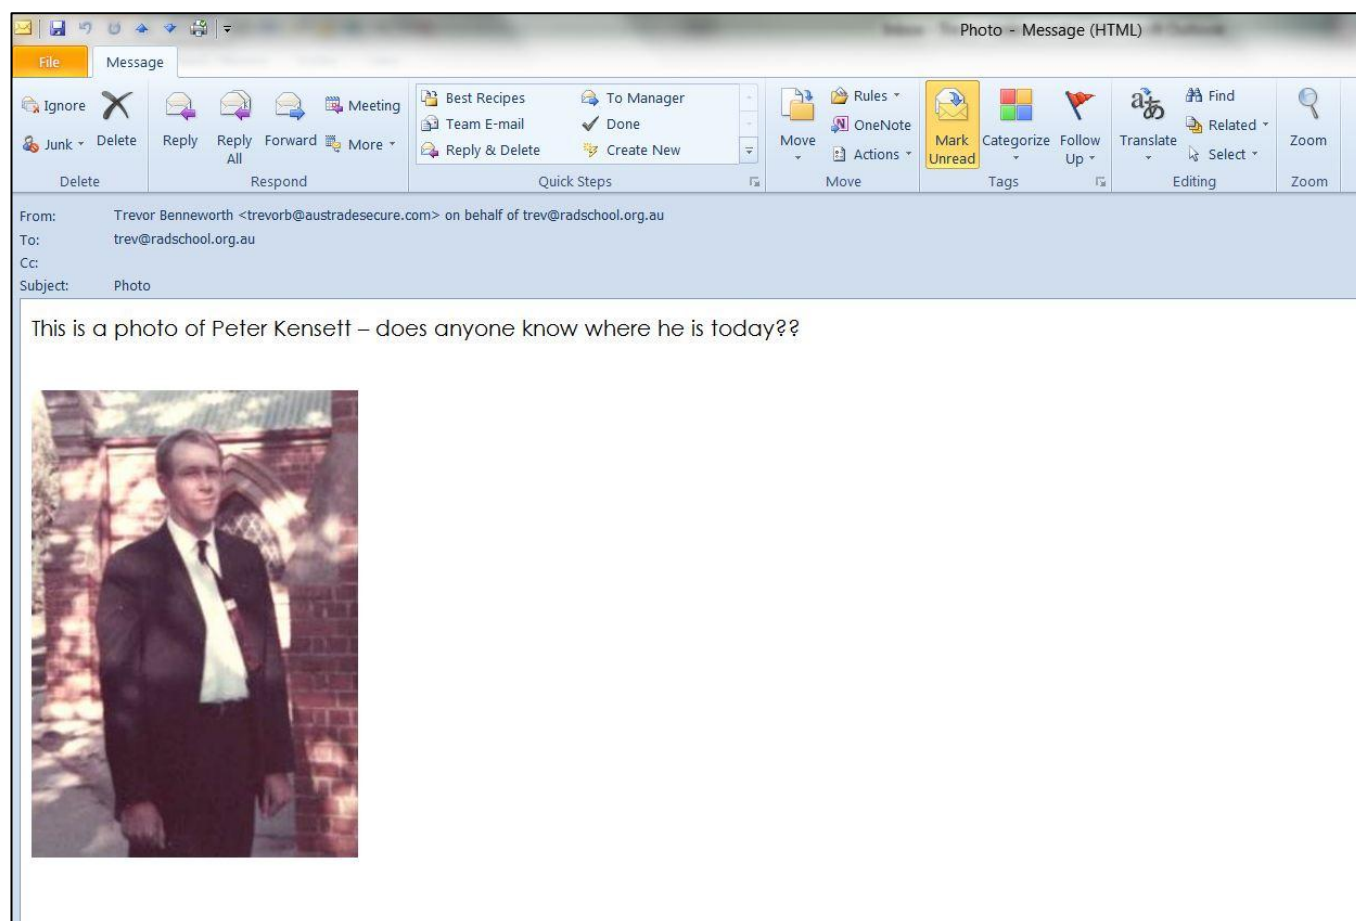 Photo - Message (HTML)
File Message
Ignore
Junk
Delete
Reply
Reply All
Forward
Meeting
More
Best Recipes To Manager
Team E-mail Done
Reply & Delete Create New
Move
Rules
OneNote
Actions
Mark Unread
Categorize
Follow Up
Translate
Find
Related
Select
Zoom
Delete Respond Quick Steps Move Tags Editing Zoom
From: Trevor Benneworth <trevorb@austradesecure.com> on behalf of trev@radschool.org.au
To: trev@radschool.org.au
Cc:
Subject: Photo
This is a photo of Peter Kensett – does anyone know where he is today??